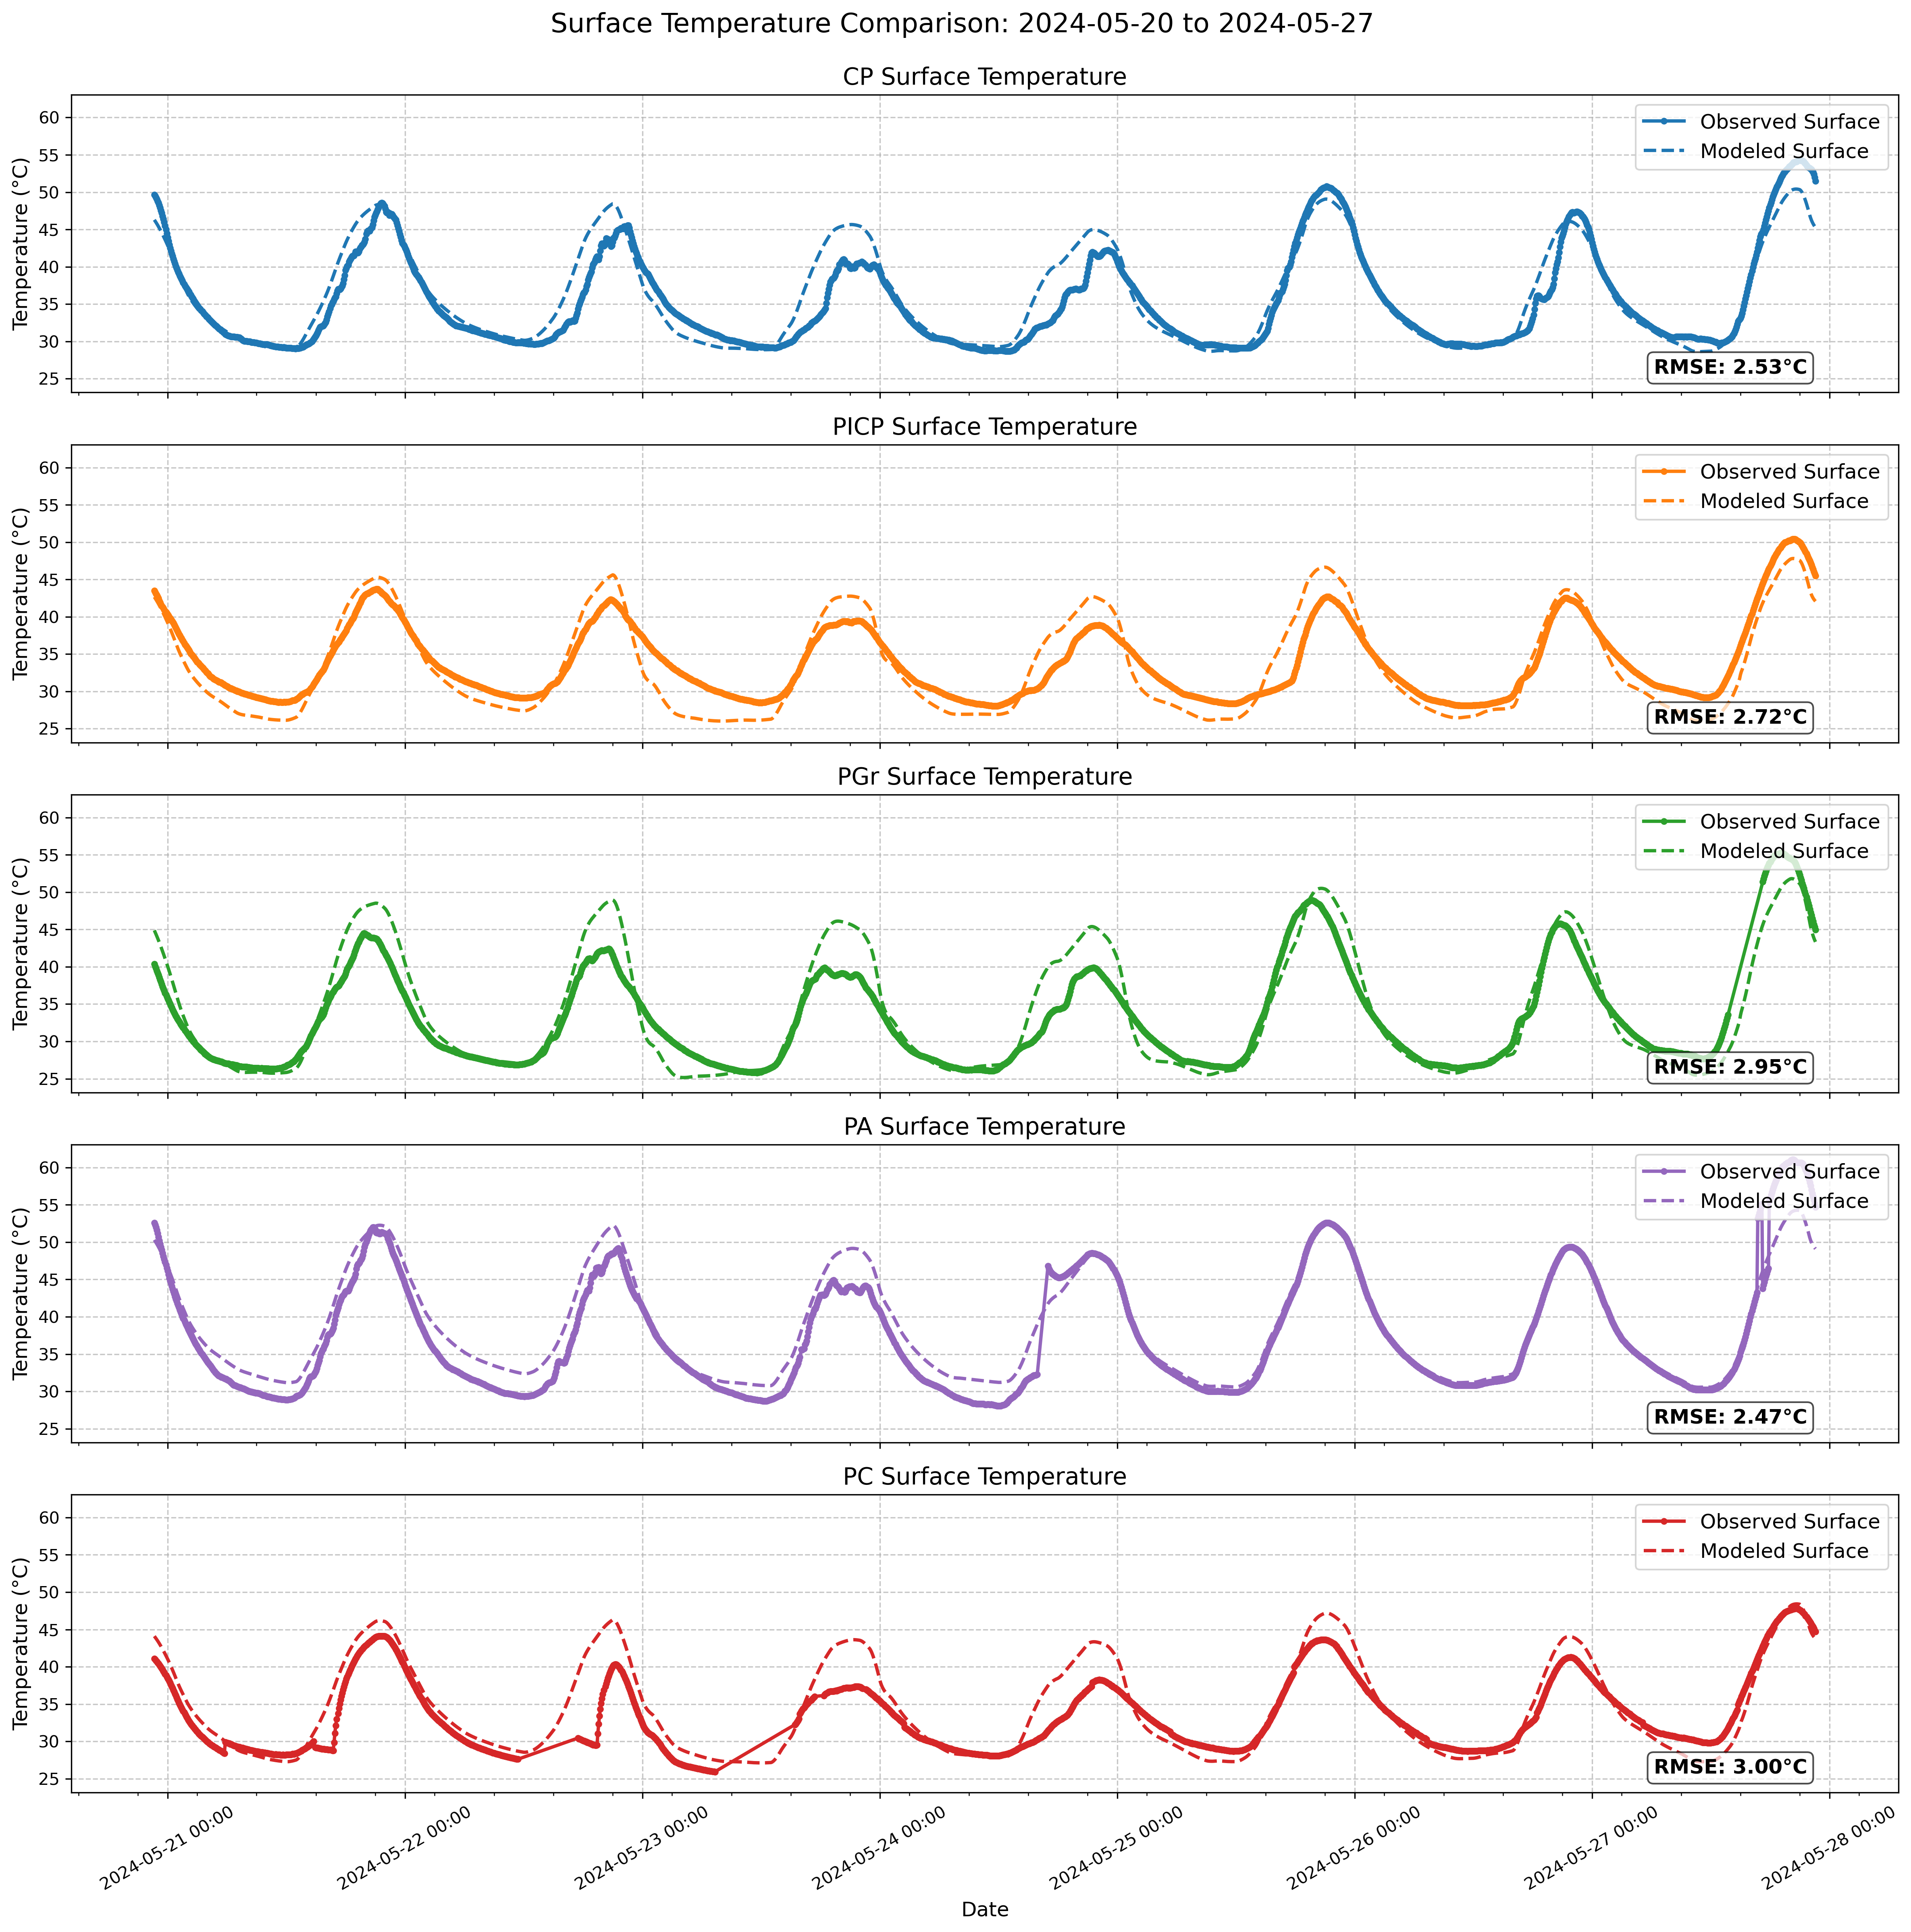 Surface Temperature Comparison: 2024-05-20 to 2024-05-27
CP Surface Temperature
Temperature (°C)
60
55
50
45
40
35
30
25
Observed Surface
Modeled Surface
RMSE: 2.53°C
PICP Surface Temperature
Temperature (°C)
60
55
50
45
40
35
30
25
Observed Surface
Modeled Surface
RMSE: 2.72°C
PGr Surface Temperature
Temperature (°C)
60
55
50
45
40
35
30
25
Observed Surface
Modeled Surface
RMSE: 2.95°C
PA Surface Temperature
Temperature (°C)
60
55
50
45
40
35
30
25
Observed Surface
Modeled Surface
RMSE: 2.47°C
PC Surface Temperature
Temperature (°C)
60
55
50
45
40
35
30
25
Observed Surface
Modeled Surface
RMSE: 3.00°C
2024-05-21 00:00
2024-05-22 00:00
2024-05-23 00:00
2024-05-24 00:00
2024-05-25 00:00
2024-05-26 00:00
2024-05-27 00:00
2024-05-28 00:00
Date